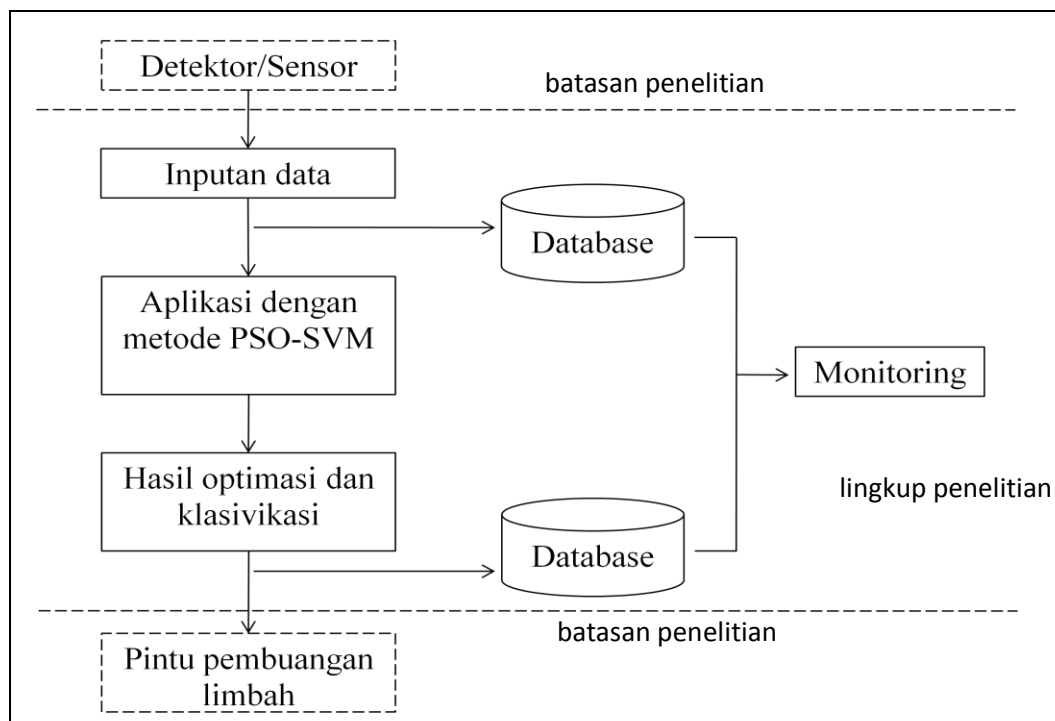 Detektor/Sensor
batasan penelitian
Inputan data
Database
Aplikasi dengan
metode PSO-SVM
Monitoring
Hasil optimasi dan
klasivikasi
lingkup penelitian
Database
batasan penelitian
Pintu pembuangan
limbah